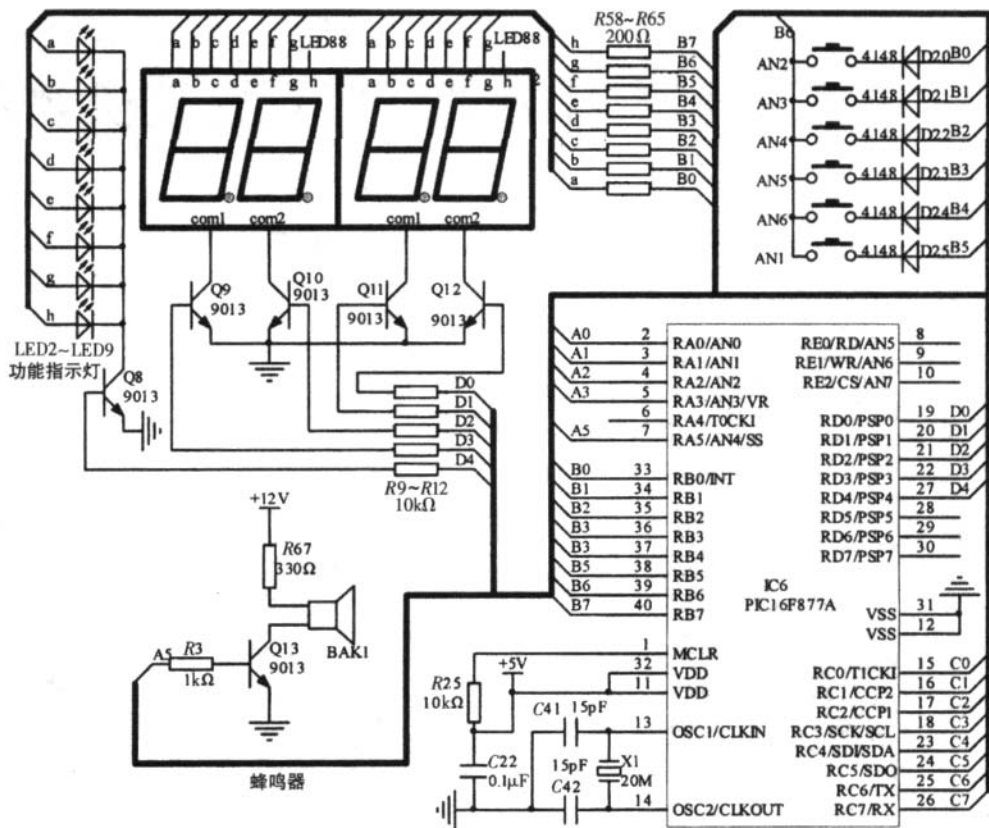 a b c d e f g LED88 a b c d e f g LED88
a b c d e f g h a b c d e f g h
a
b
c
d
e
f
g
h
LED2~LED9
功能指示灯
com1 com2 com1 com2
Q9
9013
Q10
9013
Q11
9013
Q12
9013
Q8
9013
D0
D1
D2
D3
D4
R9~R12
10kΩ
R58~R65
200Ω
h B7
g B6
f B5
e B4
d B3
c B2
b B1
a B0
B6
AN2 4148 D20 B0
AN3 4148 D21 B1
AN4 4148 D22 B2
AN5 4148 D23 B3
AN6 4148 D24 B4
AN1 4148 D25 B5
+12V
R67
330Ω
BAK1
Q13
9013
A5 R3
1kΩ
蜂鸣器
A0 2 RA0/AN0
A1 3 RA1/AN1
A2 4 RA2/AN2
A3 5 RA3/AN3/VR
6 RA4/T0CKI
A5 7 RA5/AN4/SS
B0 33 RB0/INT
B1 34 RB1
B2 35 RB2
B3 36 RB3
B3 37 RB4
B5 38 RB5
B6 39 RB6
B7 40 RB7
1 MCLR
32 VDD
11 VDD
13 OSC1/CLKIN
14 OSC2/CLKOUT
IC6
PIC16F877A
RE0/RD/AN5 8
RE1/WR/AN6 9
RE2/CS/AN7 10
RD0/PSP0 19 D0
RD1/PSP1 20 D1
RD2/PSP2 21 D2
RD3/PSP3 22 D3
RD4/PSP4 27 D4
RD5/PSP5 28
RD6/PSP6 29
RD7/PSP7 30
VSS 31
VSS 12
RC0/T1CKI 15 C0
RC1/CCP2 16 C1
RC2/CCP1 17 C2
RC3/SCK/SCL 18 C3
RC4/SDI/SDA 23 C4
RC5/SDO 24 C5
RC6/TX 25 C6
RC7/RX 26 C7
+5V
R25
10kΩ
C22
0.1μF
C41 15pF
15pF
C42
X1
20M